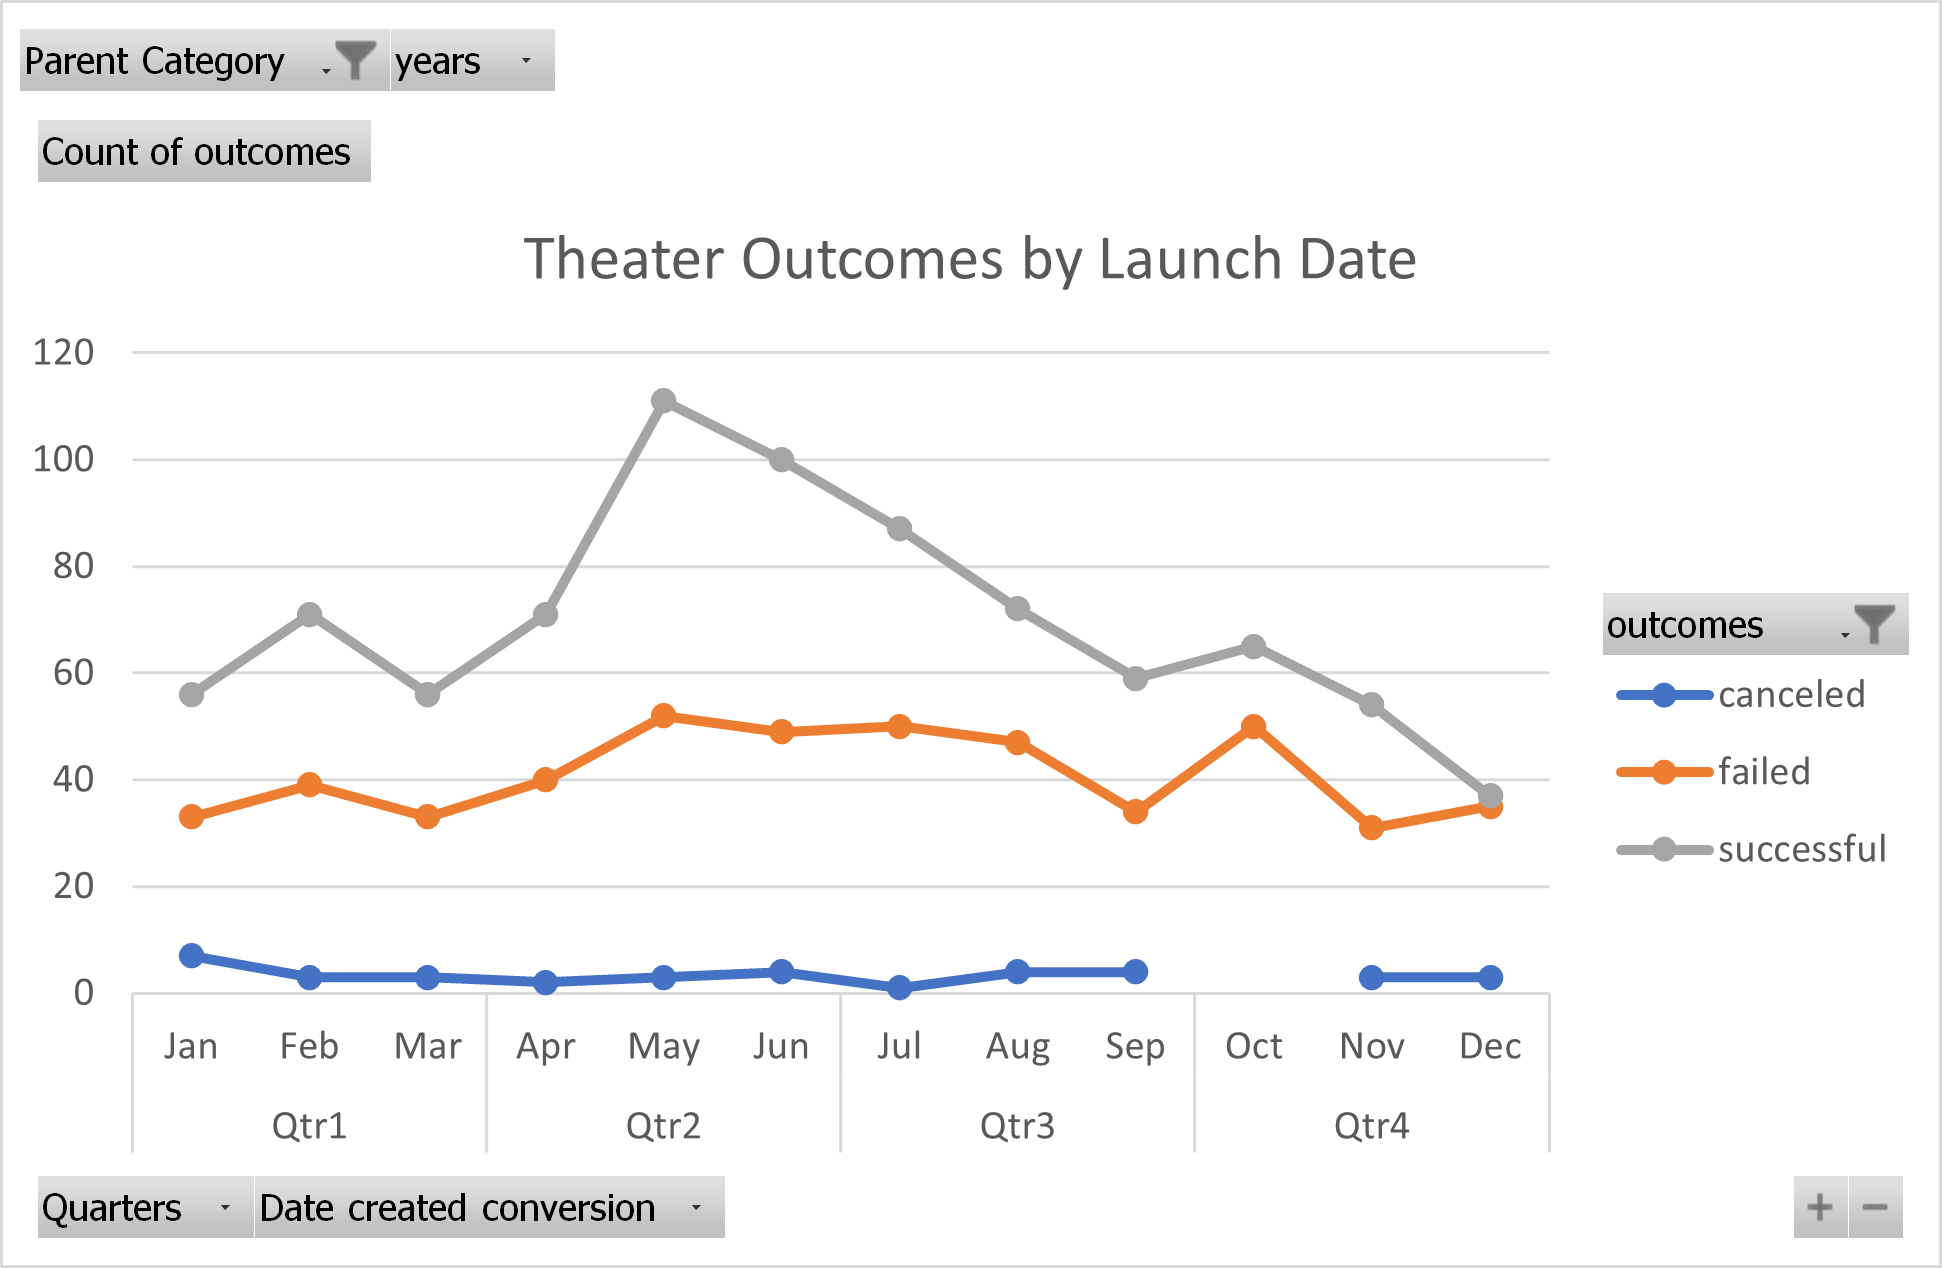 Parent Category years
Count of outcomes
Theater Outcomes by Launch Date
120
100
80
60
40
20
0
Jan Feb Mar Apr May Jun Jul Aug Sep Oct Nov Dec
Qtr1 Qtr2 Qtr3 Qtr4
outcomes
canceled
failed
successful
Quarters Date created conversion
+ −